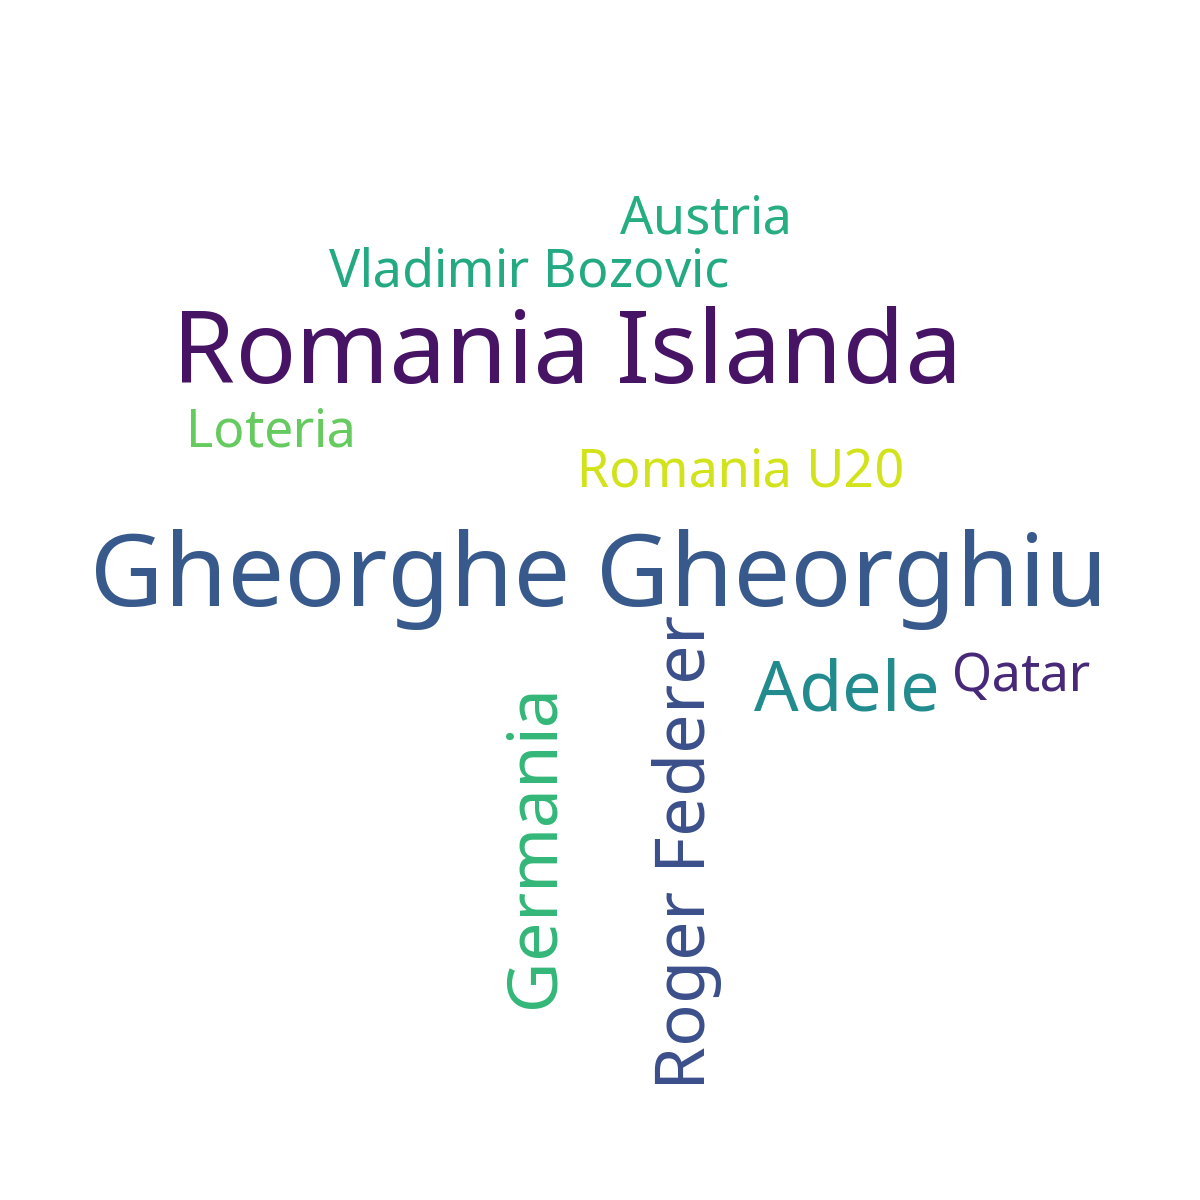 Austria
Vladimir Bozovic
Romania Islanda
Loteria
Romania U20
Gheorghe Gheorghiu
Adele
Qatar
Germania
Roger Federer